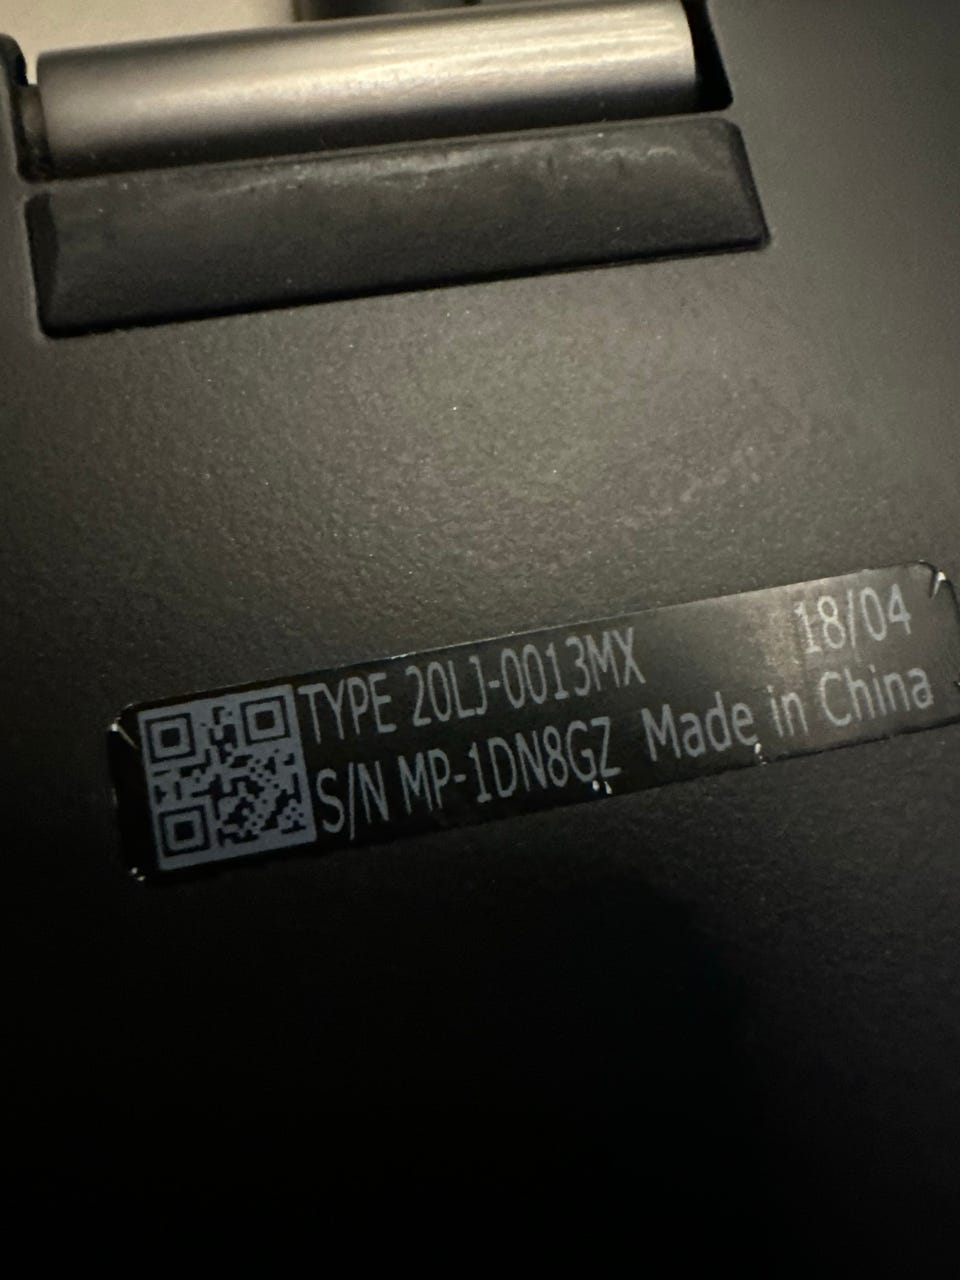 TYPE 20LJ-0013MX 18/04
S/N MP-1DN8GZ Made in China